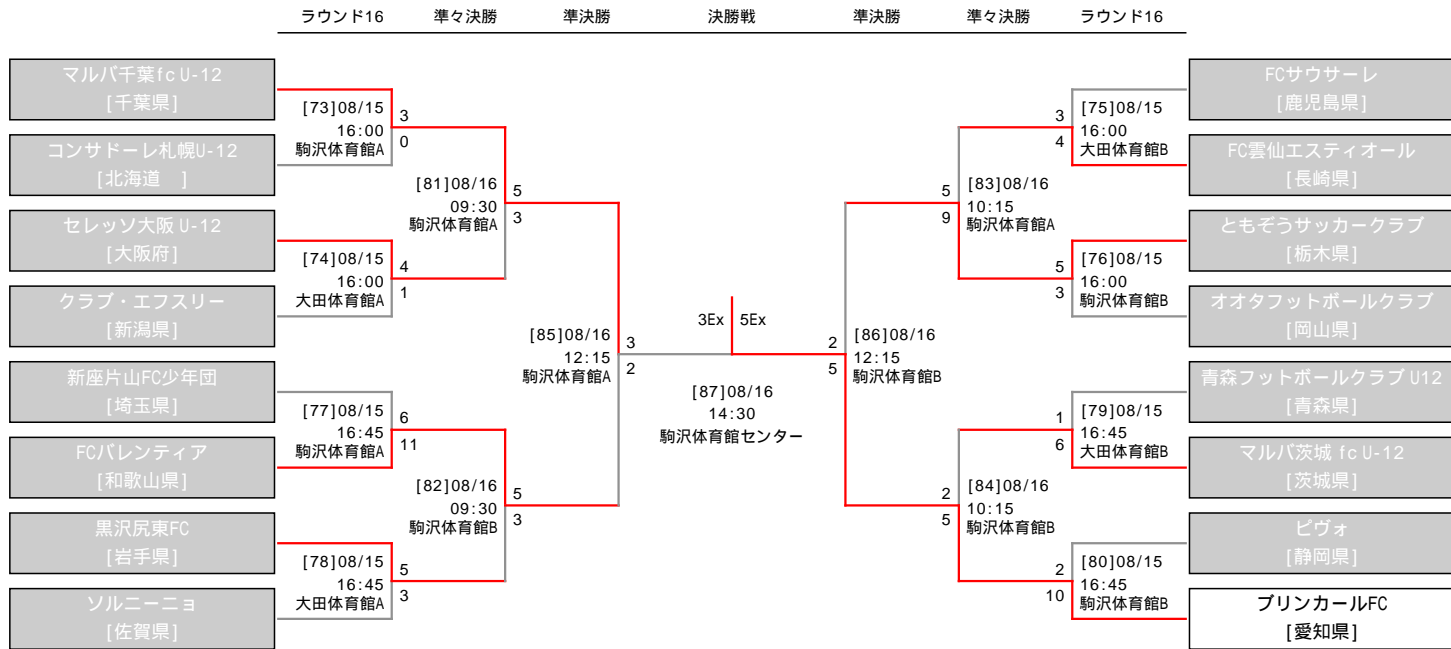 ラウンド16 準々決勝 準決勝 決勝戦 準決勝 準々決勝 ラウンド16
マルバ千葉fc U-12
[千葉県]
コンサドーレ札幌U-12
[北海道　]
セレッソ大阪 U-12
[大阪府]
クラブ・エフスリー
[新潟県]
新座片山FC少年団
[埼玉県]
FCバレンティア
[和歌山県]
黒沢尻東FC
[岩手県]
ソルニーニョ
[佐賀県]
[73]08/15
16:00
駒沢体育館A
3
0
[74]08/15
16:00
大田体育館A
4
1
[77]08/15
16:45
駒沢体育館A
6
11
[78]08/15
16:45
大田体育館A
5
3
[81]08/16
09:30
駒沢体育館A
5
3
[82]08/16
09:30
駒沢体育館B
5
3
[85]08/16
12:15
駒沢体育館A
3
2
3Ex 5Ex
[87]08/16
14:30
駒沢体育館センター
2
5
[86]08/16
12:15
駒沢体育館B
5
9
[83]08/16
10:15
駒沢体育館A
2
5
[84]08/16
10:15
駒沢体育館B
3
4
[75]08/15
16:00
大田体育館B
5
3
[76]08/15
16:00
駒沢体育館B
1
6
[79]08/15
16:45
大田体育館B
2
10
[80]08/15
16:45
駒沢体育館B
FCサウサーレ
[鹿児島県]
FC雲仙エスティオール
[長崎県]
ともぞうサッカークラブ
[栃木県]
オオタフットボールクラブ
[岡山県]
青森フットボールクラブ U12
[青森県]
マルバ茨城 fc U-12
[茨城県]
ピヴォ
[静岡県]
ブリンカールFC
[愛知県]